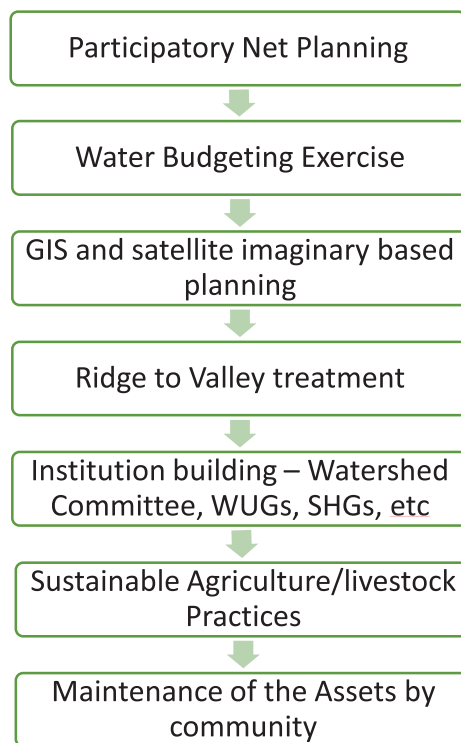 Participatory Net Planning
Water Budgeting Exercise
GIS and satellite imaginary based
planning
Ridge to Valley treatment
Institution building – Watershed
Committee, WUGs, SHGs, etc
Sustainable Agriculture/livestock
Practices
Maintenance of the Assets by
community